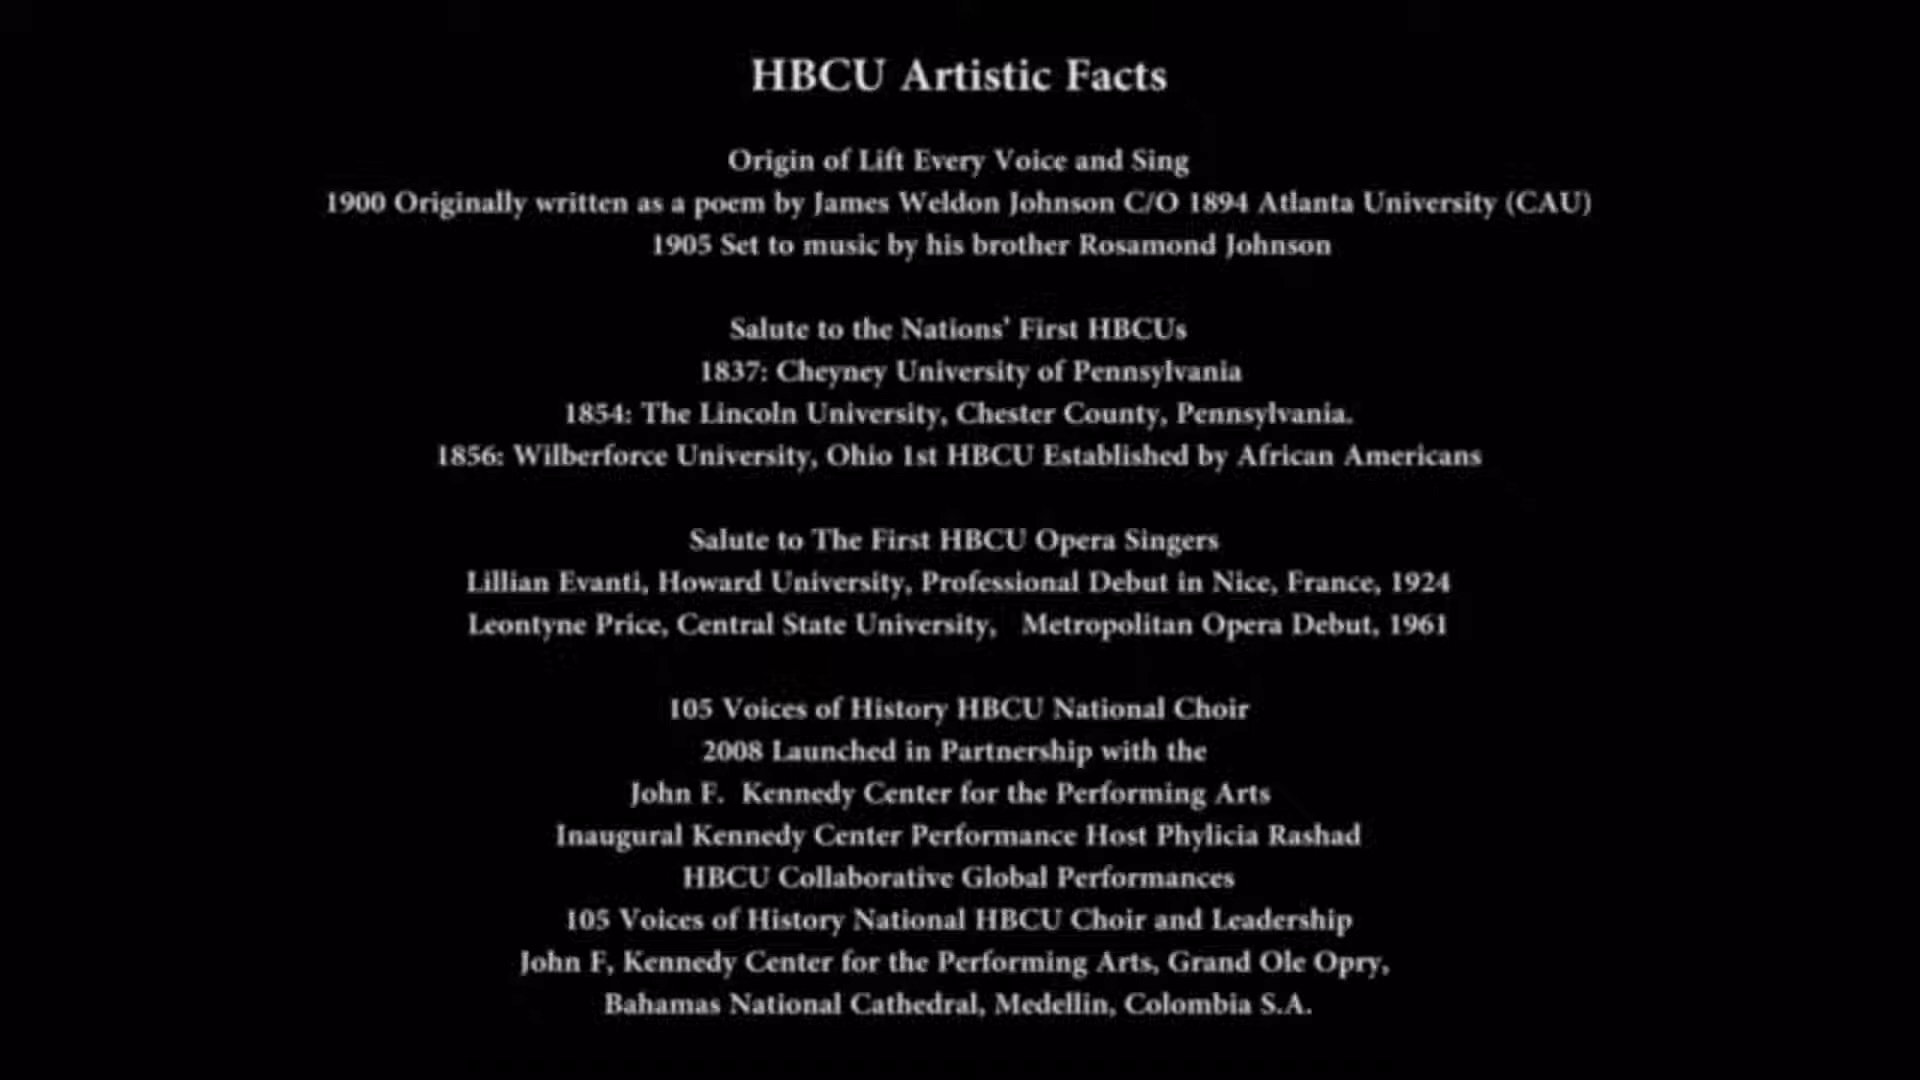 HBCU Artistic Facts
Origin of Lift Every Voice and Sing
1900 Originally written as a poem by James Weldon Johnson C/O 1894 Atlanta University (CAU)
1905 Set to music by his brother Rosamond Johnson
Salute to the Nations' First HBCUs
1837: Cheyney University of Pennsylvania
1854: The Lincoln University, Chester County, Pennsylvania.
1856: Wilberforce University, Ohio 1st HBCU Established by African Americans
Salute to The First HBCU Opera Singers
Lillian Evanti, Howard University, Professional Debut in Nice, France, 1924
Leontyne Price, Central State University, Metropolitan Opera Debut, 1961
105 Voices of History HBCU National Choir
2008 Launched in Partnership with the
John F. Kennedy Center for the Performing Arts
Inaugural Kennedy Center Performance Host Phylicia Rashad
HBCU Collaborative Global Performances
105 Voices of History National HBCU Choir and Leadership
John F, Kennedy Center for the Performing Arts, Grand Ole Opry,
Bahamas National Cathedral, Medellin, Colombia S.A.